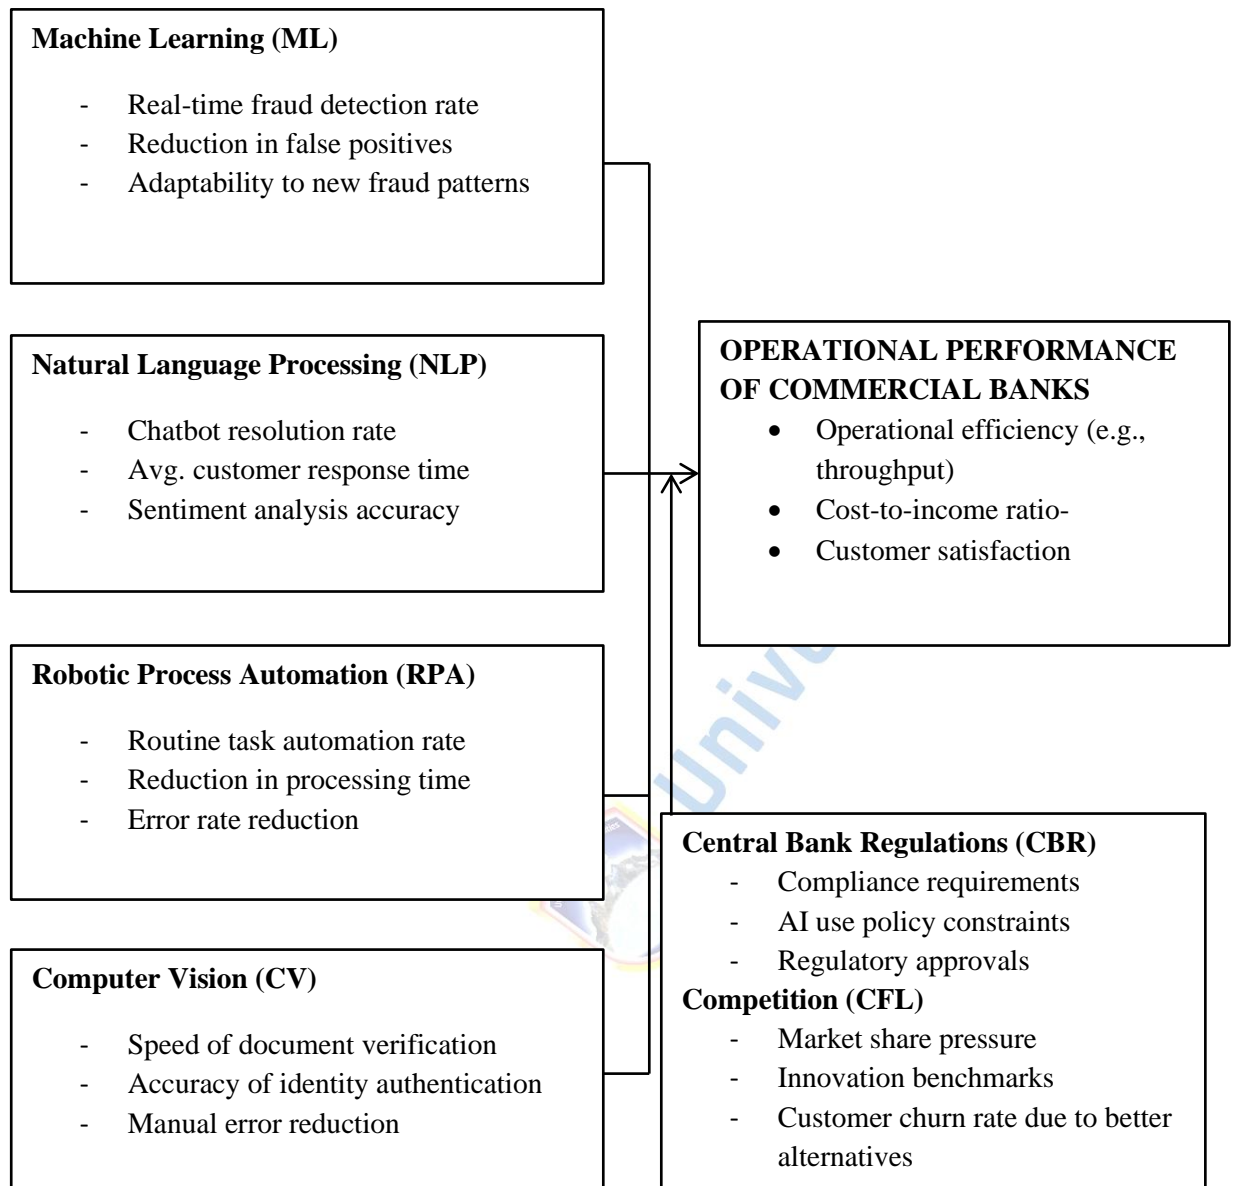 Machine Learning (ML)
- Real-time fraud detection rate
- Reduction in false positives
- Adaptability to new fraud patterns
Natural Language Processing (NLP)
- Chatbot resolution rate
- Avg. customer response time
- Sentiment analysis accuracy
Robotic Process Automation (RPA)
- Routine task automation rate
- Reduction in processing time
- Error rate reduction
Computer Vision (CV)
- Speed of document verification
- Accuracy of identity authentication
- Manual error reduction
OPERATIONAL PERFORMANCE
OF COMMERCIAL BANKS
• Operational efficiency (e.g.,
throughput)
• Cost-to-income ratio-
• Customer satisfaction
Central Bank Regulations (CBR)
- Compliance requirements
- AI use policy constraints
- Regulatory approvals
Competition (CFL)
- Market share pressure
- Innovation benchmarks
- Customer churn rate due to better
alternatives